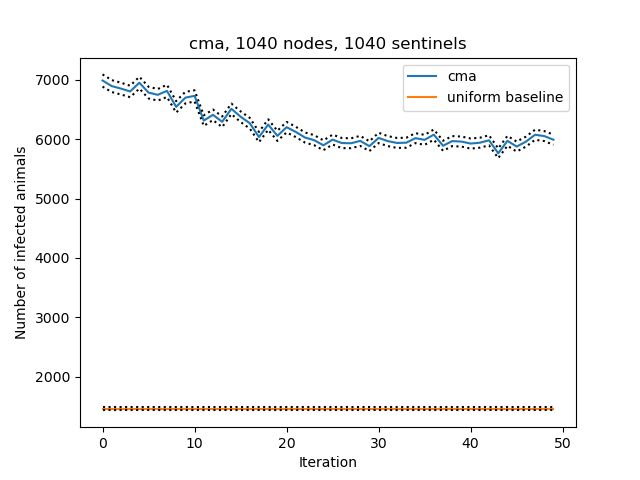 cma, 1040 nodes, 1040 sentinels
cma
uniform baseline
Number of infected animals
7000
6000
5000
4000
3000
2000
0 10 20 30 40 50
Iteration